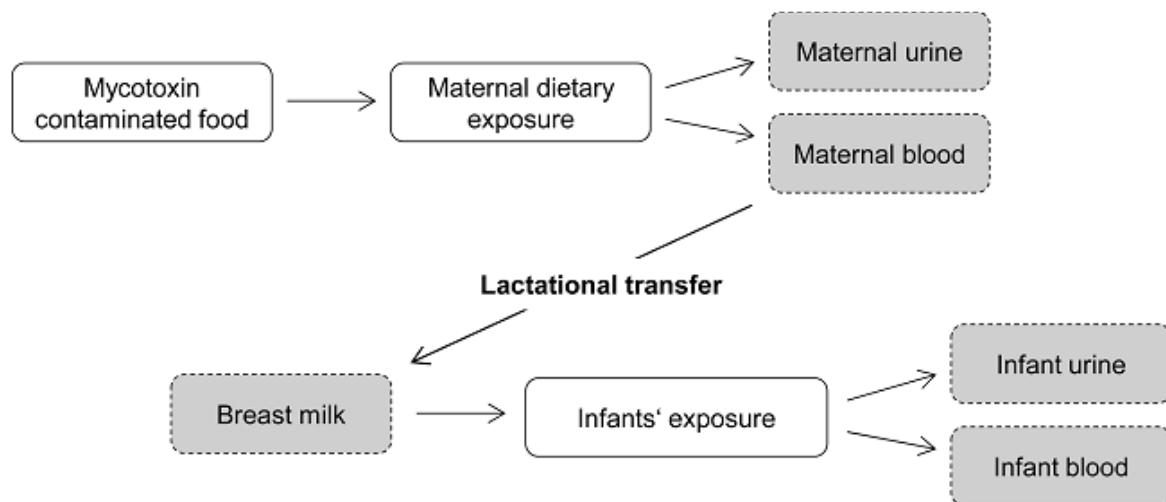 Mycotoxin
contaminated food
Maternal dietary
exposure
Maternal urine
Maternal blood
Lactational transfer
Breast milk
Infants‘ exposure
Infant urine
Infant blood